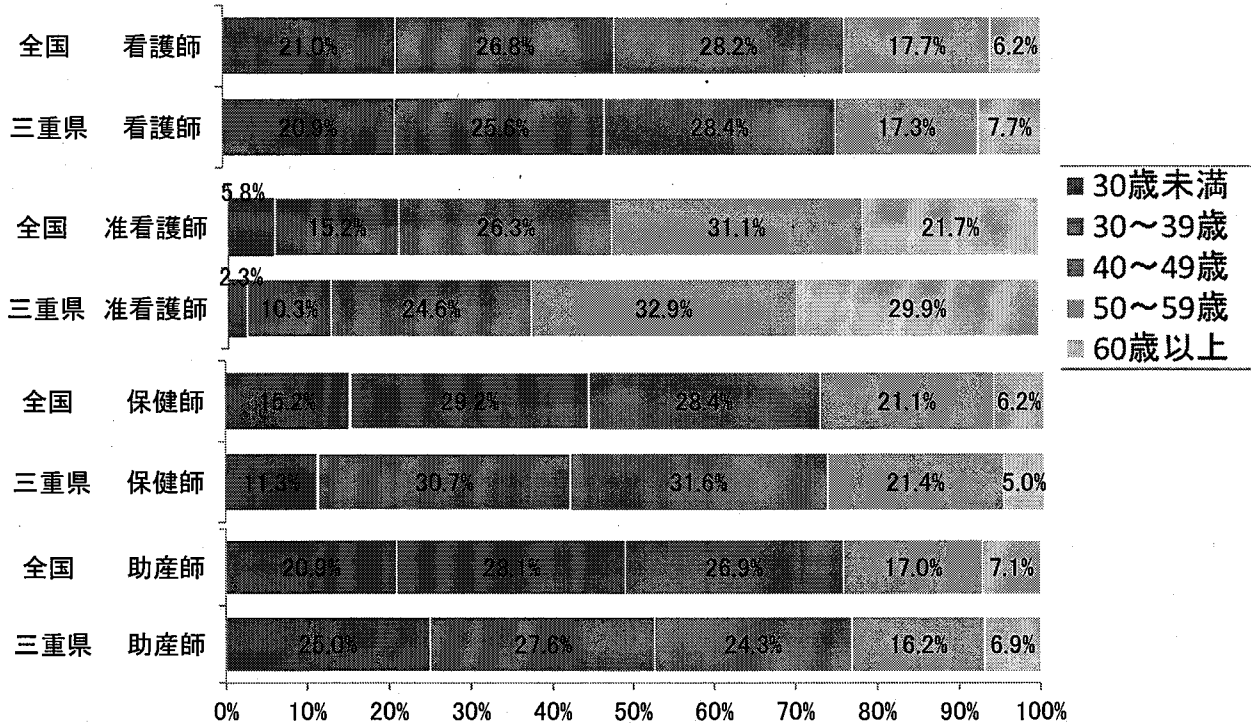 全国 看護師 21.0% 26.8% 28.2% 17.7% 6.2%
三重県 看護師 20.9% 25.6% 28.4% 17.3% 7.7%
全国 准看護師 5.8% 15.2% 26.3% 31.1% 21.7%
三重県 准看護師 2.3% 10.3% 24.6% 32.9% 29.9%
全国 保健師 15.2% 29.2% 28.4% 21.1% 6.2%
三重県 保健師 11.3% 30.7% 31.6% 21.4% 5.0%
全国 助産師 20.9% 28.1% 26.9% 17.0% 7.1%
三重県 助産師 25.0% 27.6% 24.3% 16.2% 6.9%
0% 10% 20% 30% 40% 50% 60% 70% 80% 90% 100%
30歳未満
30～39歳
40～49歳
50～59歳
60歳以上